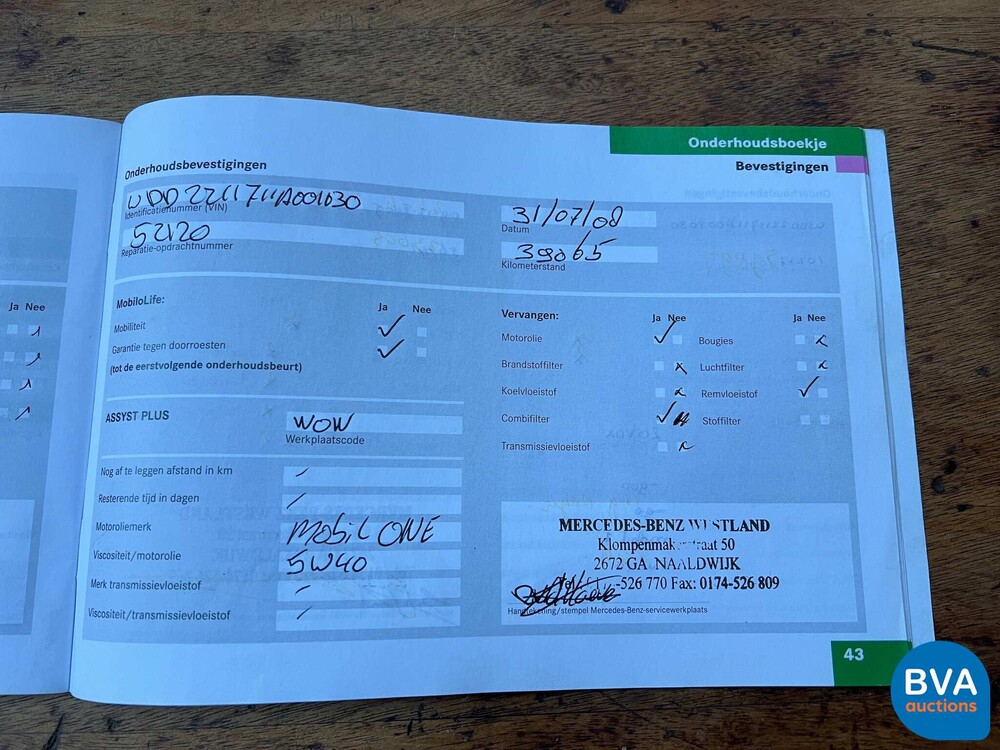 Onderhoudsboekje
Bevestigingen
Onderhoudsbevestigingen
WDD2211711A001030
Identificatienummer (VIN)
31/07/08
Datum
52120
Reparatie-opdrachtnummer
39065
Kilometerstand
MobiloLife:
Ja Nee
Mobiliteit
Garantie tegen doorroesten
(tot de eerstvolgende onderhoudsbeurt)
Vervangen:
Ja Nee
Ja Nee
Motorolie
Bougies
Brandstoffilter
Luchtfilter
Koelvloeistof
Remvloeistof
Combifilter
Stoffilter
Transmissievloeistof
Ja Nee
ASSYST PLUS
WOW
Werkplaatscode
Nog af te leggen afstand in km
/
Resterende tijd in dagen
/
Motoroliemerk
MOBIL ONE
Viscositeit/motorolie
5W40
Merk transmissievloeistof
/
Viscositeit/transmissievloeistof
/
MERCEDES-BENZ WESTLAND
Klompenmakerstraat 50
2672 GA NAALDWIJK
-526 770 Fax: 0174-526 809
Handtekening/stempel Mercedes-Benz-servicewerkplaats
43
BVA
auctions